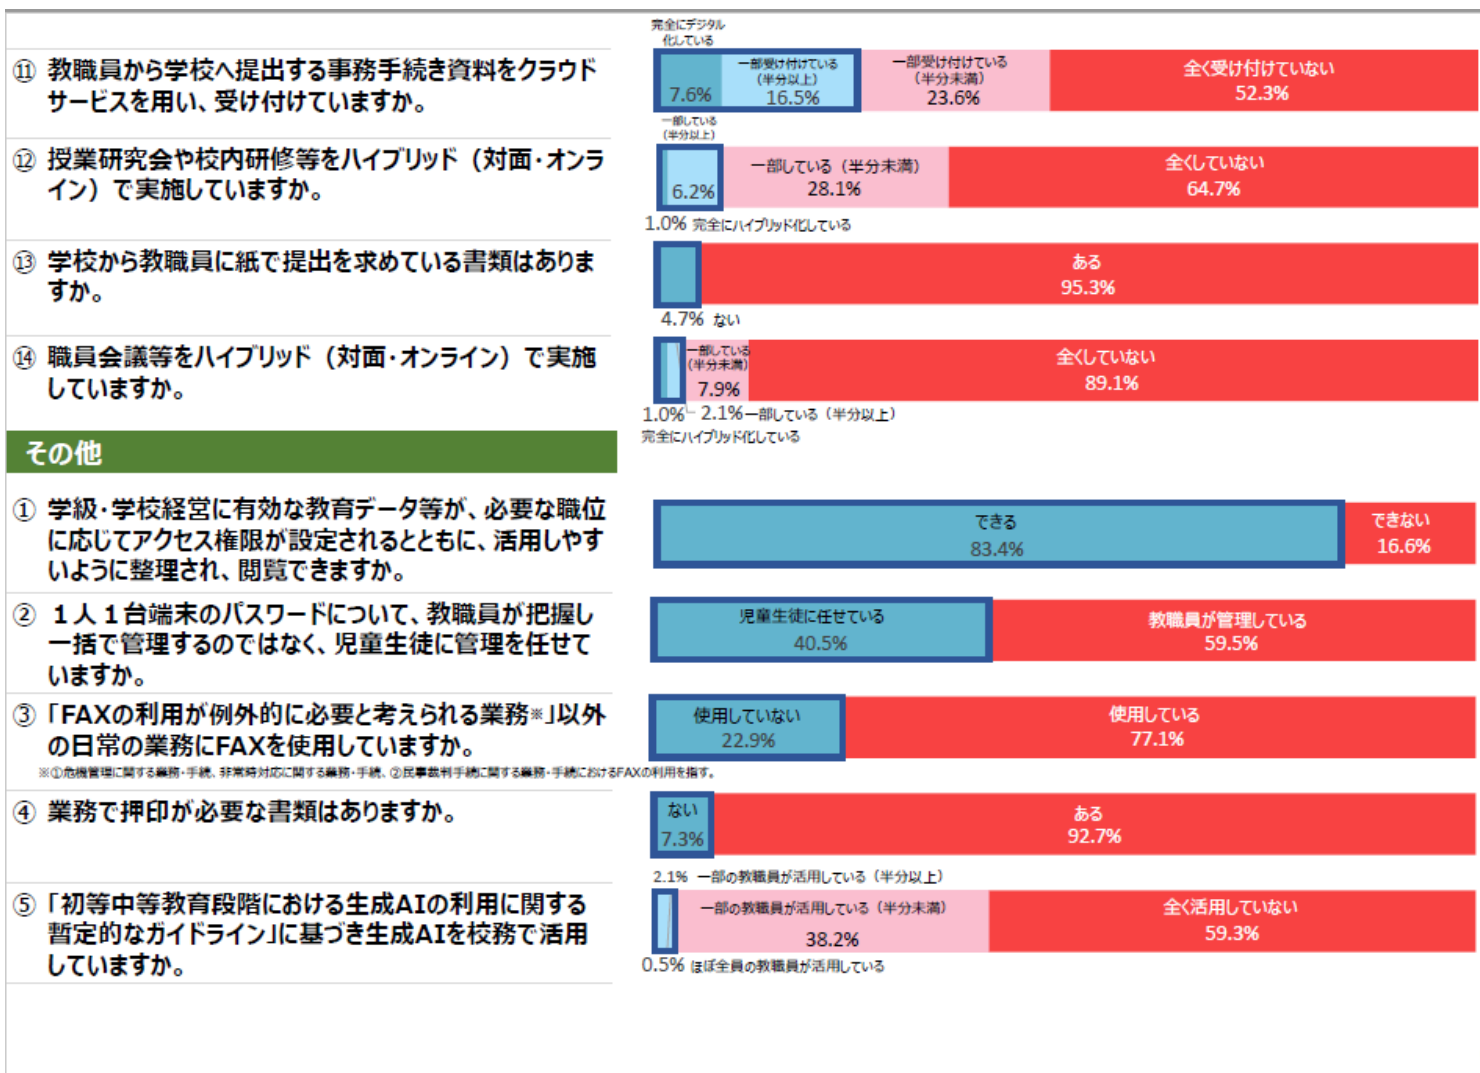 ⑪ 教職員から学校へ提出する事務手続き資料をクラウド
サービスを用い、受け付けていますか。
完全にデジタル
化している
7.6%
一部受け付けている
(半分以上)
16.5%
一部受け付けている
(半分未満)
23.6%
全く受け付けていない
52.3%
⑫ 授業研究会や校内研修等をハイブリッド(対面・オンラ
イン)で実施していますか。
一部している
(半分以上)
6.2%
一部している(半分未満)
28.1%
全くしていない
64.7%
1.0% 完全にハイブリッド化している
⑬ 学校から教職員に紙で提出を求めている書類はありま
すか。
ある
95.3%
4.7% ない
⑭ 職員会議等をハイブリッド(対面・オンライン)で実施
していますか。
一部している
(半分未満)
7.9%
全くしていない
89.1%
1.0% 2.1%一部している(半分以上)
完全にハイブリッド化している
その他
① 学級・学校経営に有効な教育データ等が、必要な職位
に応じてアクセス権限が設定されるとともに、活用しやす
いように整理され、閲覧できますか。
できる
83.4%
できない
16.6%
② 1人1台端末のパスワードについて、教職員が把握し
一括で管理するのではなく、児童生徒に管理を任せて
いますか。
児童生徒に任せている
40.5%
教職員が管理している
59.5%
③ 「FAXの利用が例外的に必要と考えられる業務※」以外
の日常の業務にFAXを使用していますか。
※①危機管理に関する業務・手続、非常時対応に関する業務・手続、②民事裁判手続に関する業務・手続におけるFAXの利用を指す。
使用していない
22.9%
使用している
77.1%
④ 業務で押印が必要な書類はありますか。
ない
7.3%
ある
92.7%
⑤ 「初等中等教育段階における生成AIの利用に関する
暫定的なガイドライン」に基づき生成AIを校務で活用
していますか。
2.1% 一部の教職員が活用している(半分以上)
一部の教職員が活用している(半分未満)
38.2%
全く活用していない
59.3%
0.5% ほぼ全員の教職員が活用している